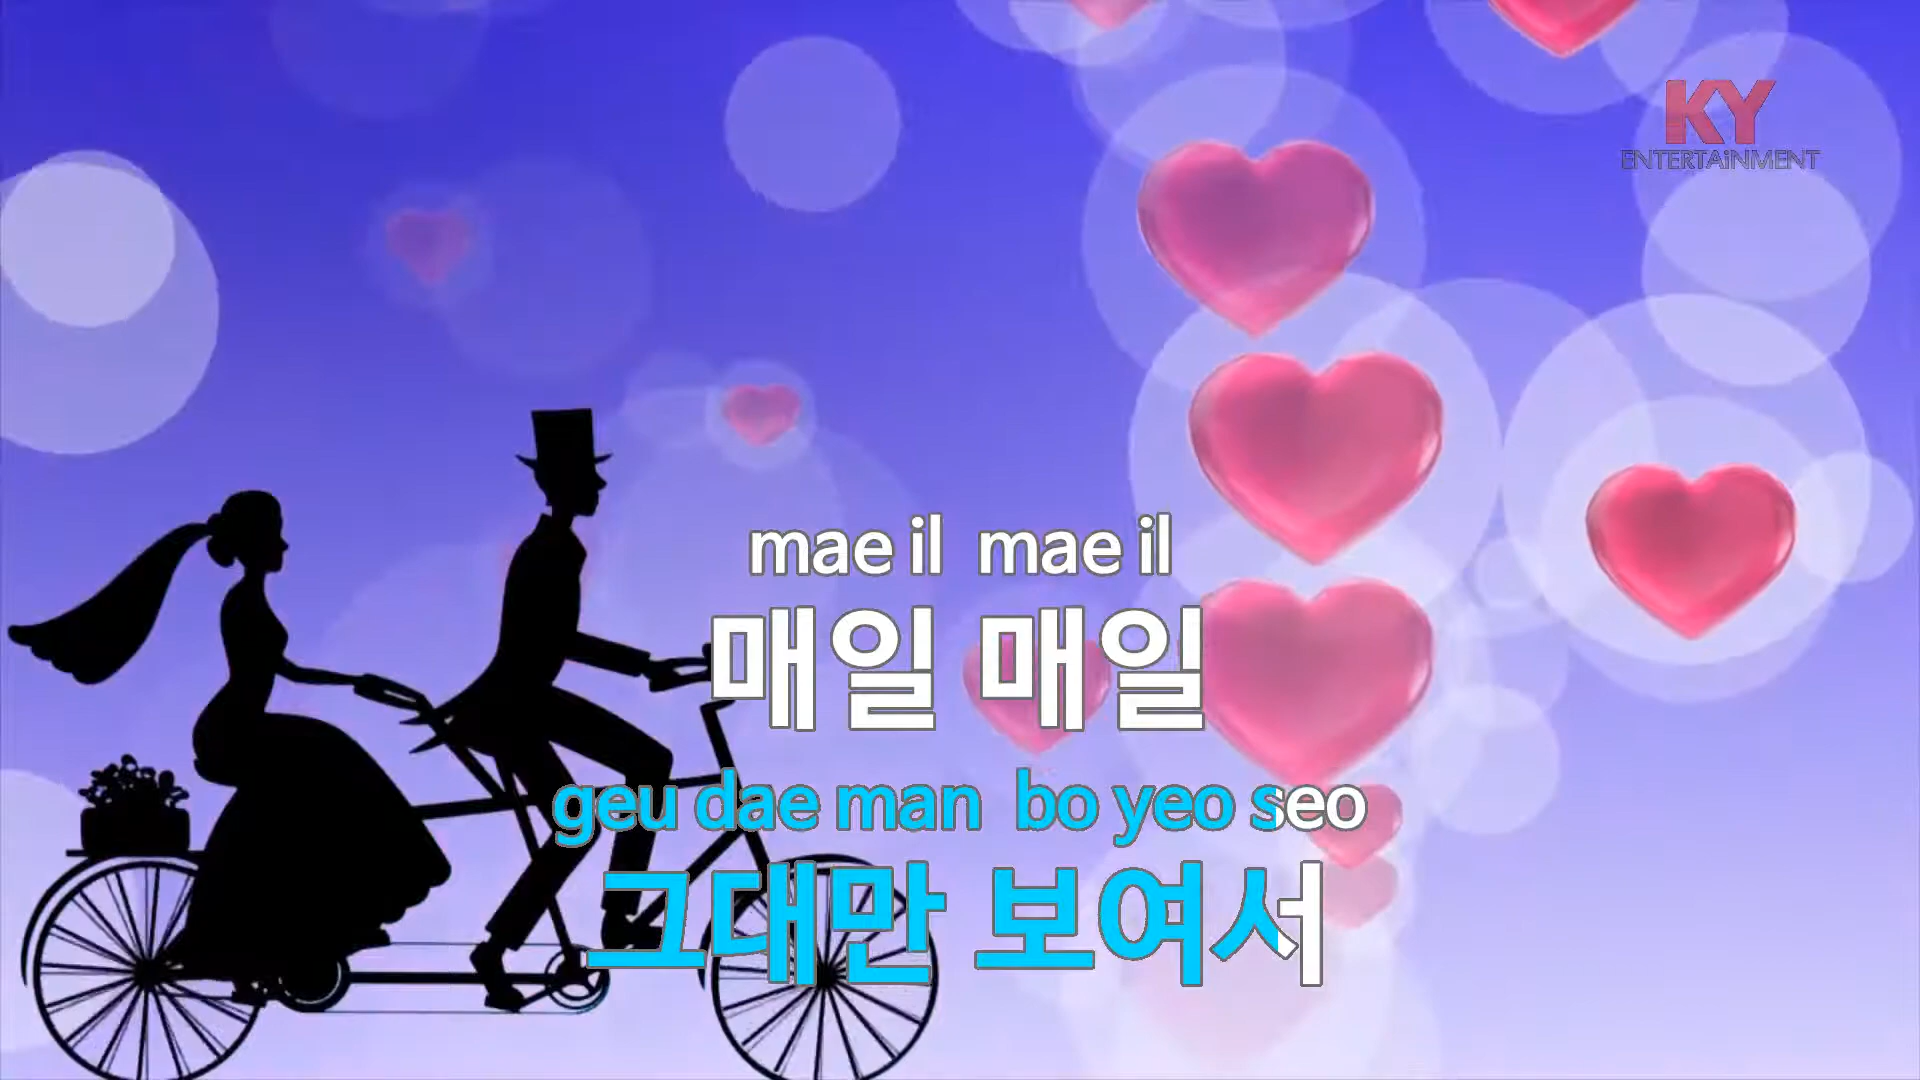 KY
ENTERTAiNMENT
mae il mae il
매일 매일
geu dae man bo yeo seo
그대만 보여서